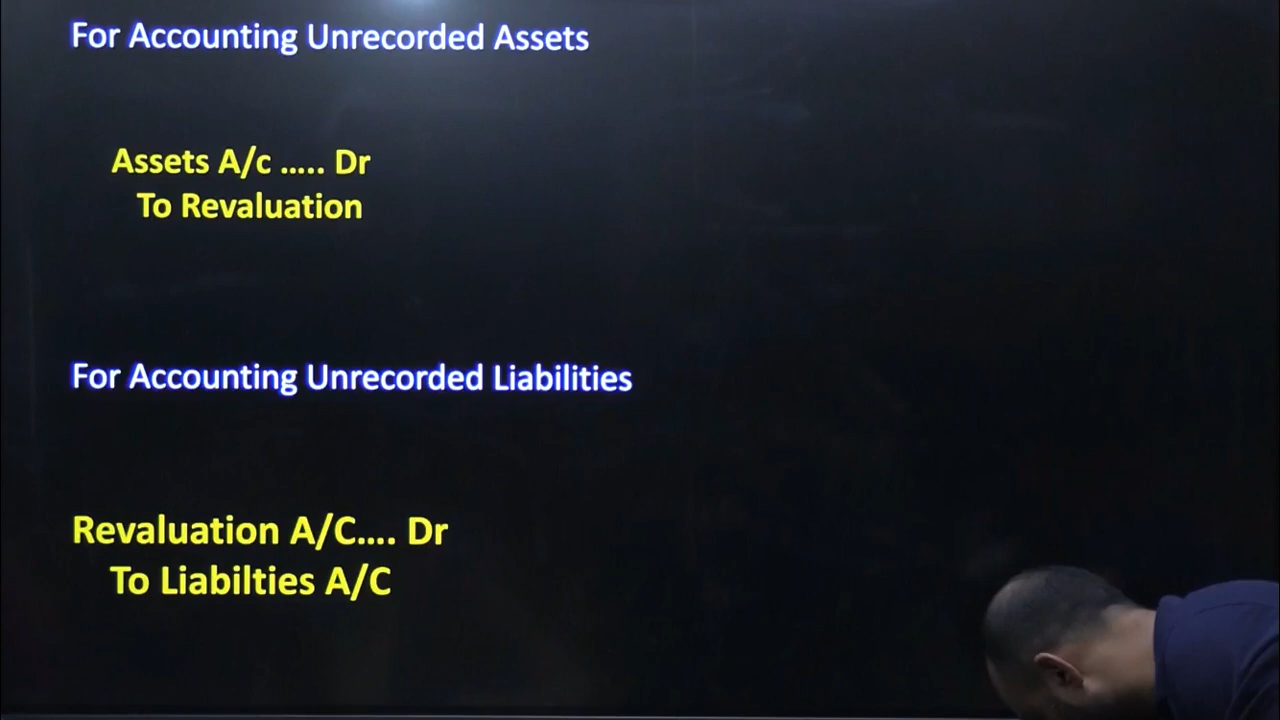 For Accounting Unrecorded Assets
Assets A/c ….. Dr
To Revaluation
For Accounting Unrecorded Liabilities
Revaluation A/C…. Dr
To Liabilties A/C